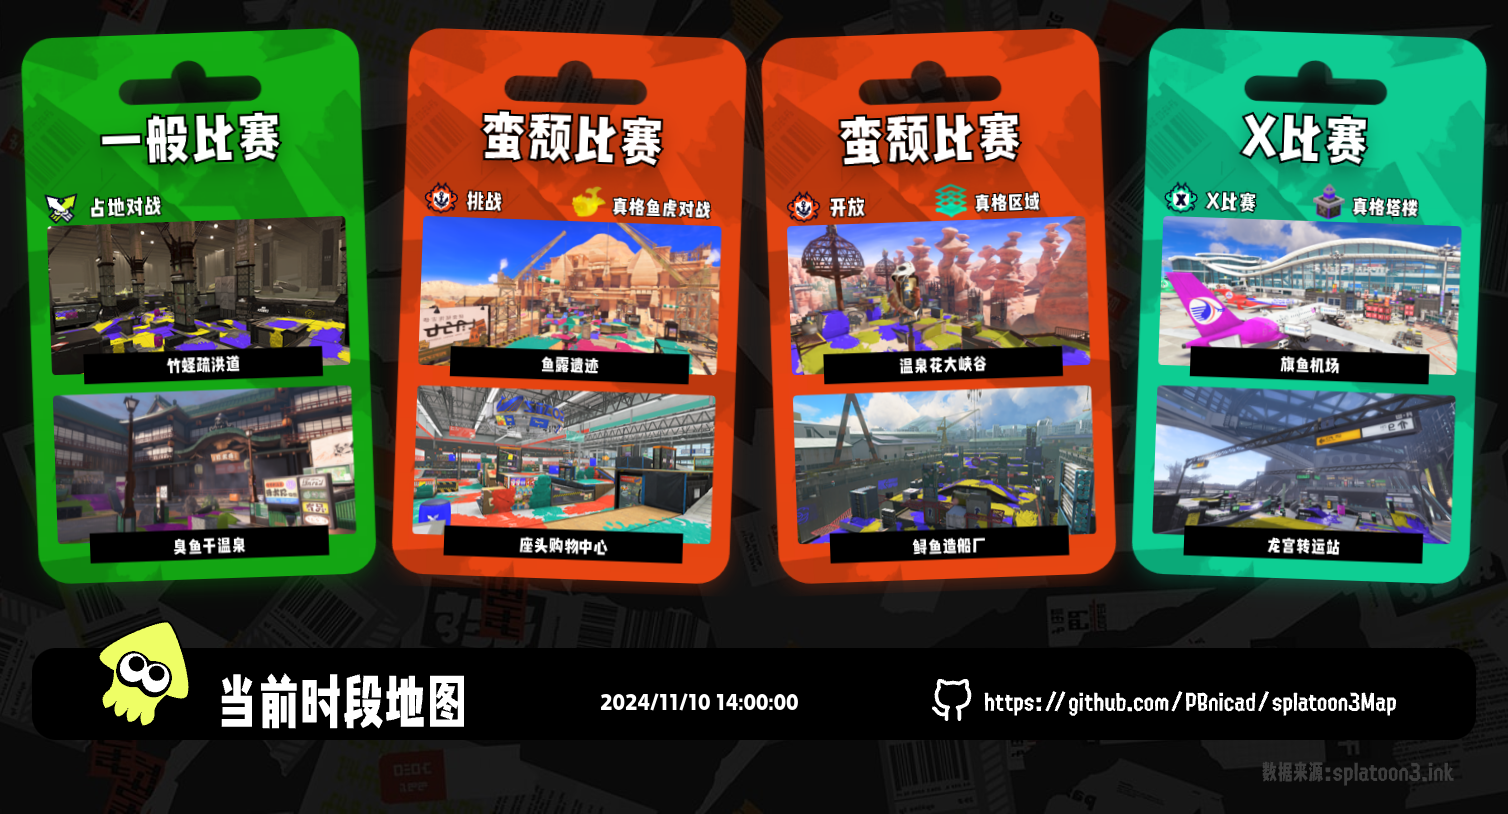 一般比赛
占地对战
竹蛏疏洪道
臭鱼干温泉
蛮颓比赛
挑战
真格鱼虎对战
鱼露遗迹
座头购物中心
蛮颓比赛
开放
真格区域
温泉花大峡谷
鲟鱼造船厂
X比赛
X比赛
真格塔楼
旗鱼机场
龙宫转运站
当前时段地图
2024/11/10 14:00:00
https://github.com/PBnicad/splatoon3Map
数据来源:splatoon3.ink